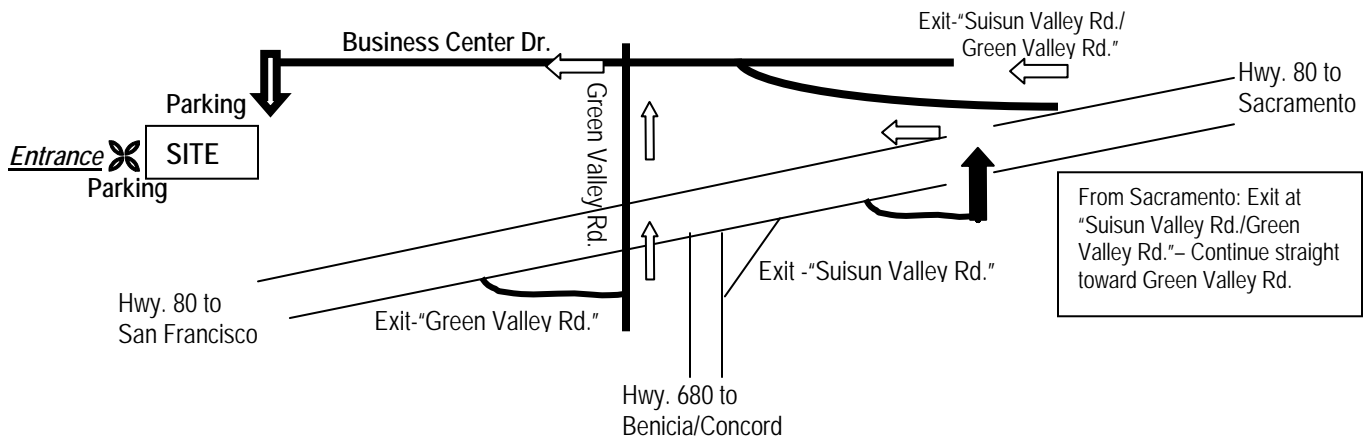 Exit-“Suisun Valley Rd./
Green Valley Rd.”
Business Center Dr.
Hwy. 80 to
Sacramento
Parking
Green Valley Rd.
Entrance
SITE
Parking
From Sacramento: Exit at
“Suisun Valley Rd./Green
Valley Rd.”– Continue straight
toward Green Valley Rd.
Exit -“Suisun Valley Rd.”
Hwy. 80 to
San Francisco
Exit-“Green Valley Rd.”
Hwy. 680 to
Benicia/Concord